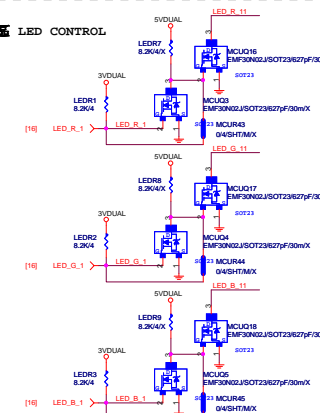 LED_R_11
5VDUAL
LED CONTROL
LEDR7
8.2K/4/X
MCUQ16
EMF30N02J/SOT23/627pF/30
SOT23
3VDUAL
LEDR1
8.2K/4
MCUQ3
EMF30N02J/SOT23/627pF/30m/X
[16] LED_R_1 LED_R_1
MCUR43
0/4/SHT/M/X
5VDUAL
LED_G_11
LEDR8
8.2K/4/X
MCUQ17
EMF30N02J/SOT23/627pF/30
SOT23
3VDUAL
LEDR2
8.2K/4
MCUQ4
EMF30N02J/SOT23/627pF/30m/X
[16] LED_G_1 LED_G_1
MCUR44
0/4/SHT/M/X
LED_B_11
5VDUAL
LEDR9
8.2K/4/X
MCUQ18
EMF30N02J/SOT23/627pF/30
SOT23
3VDUAL
LEDR3
8.2K/4
MCUQ5
EMF30N02J/SOT23/627pF/30m/X
[16] LED_B_1 LED_B_1
MCUR45
0/4/SHT/M/X